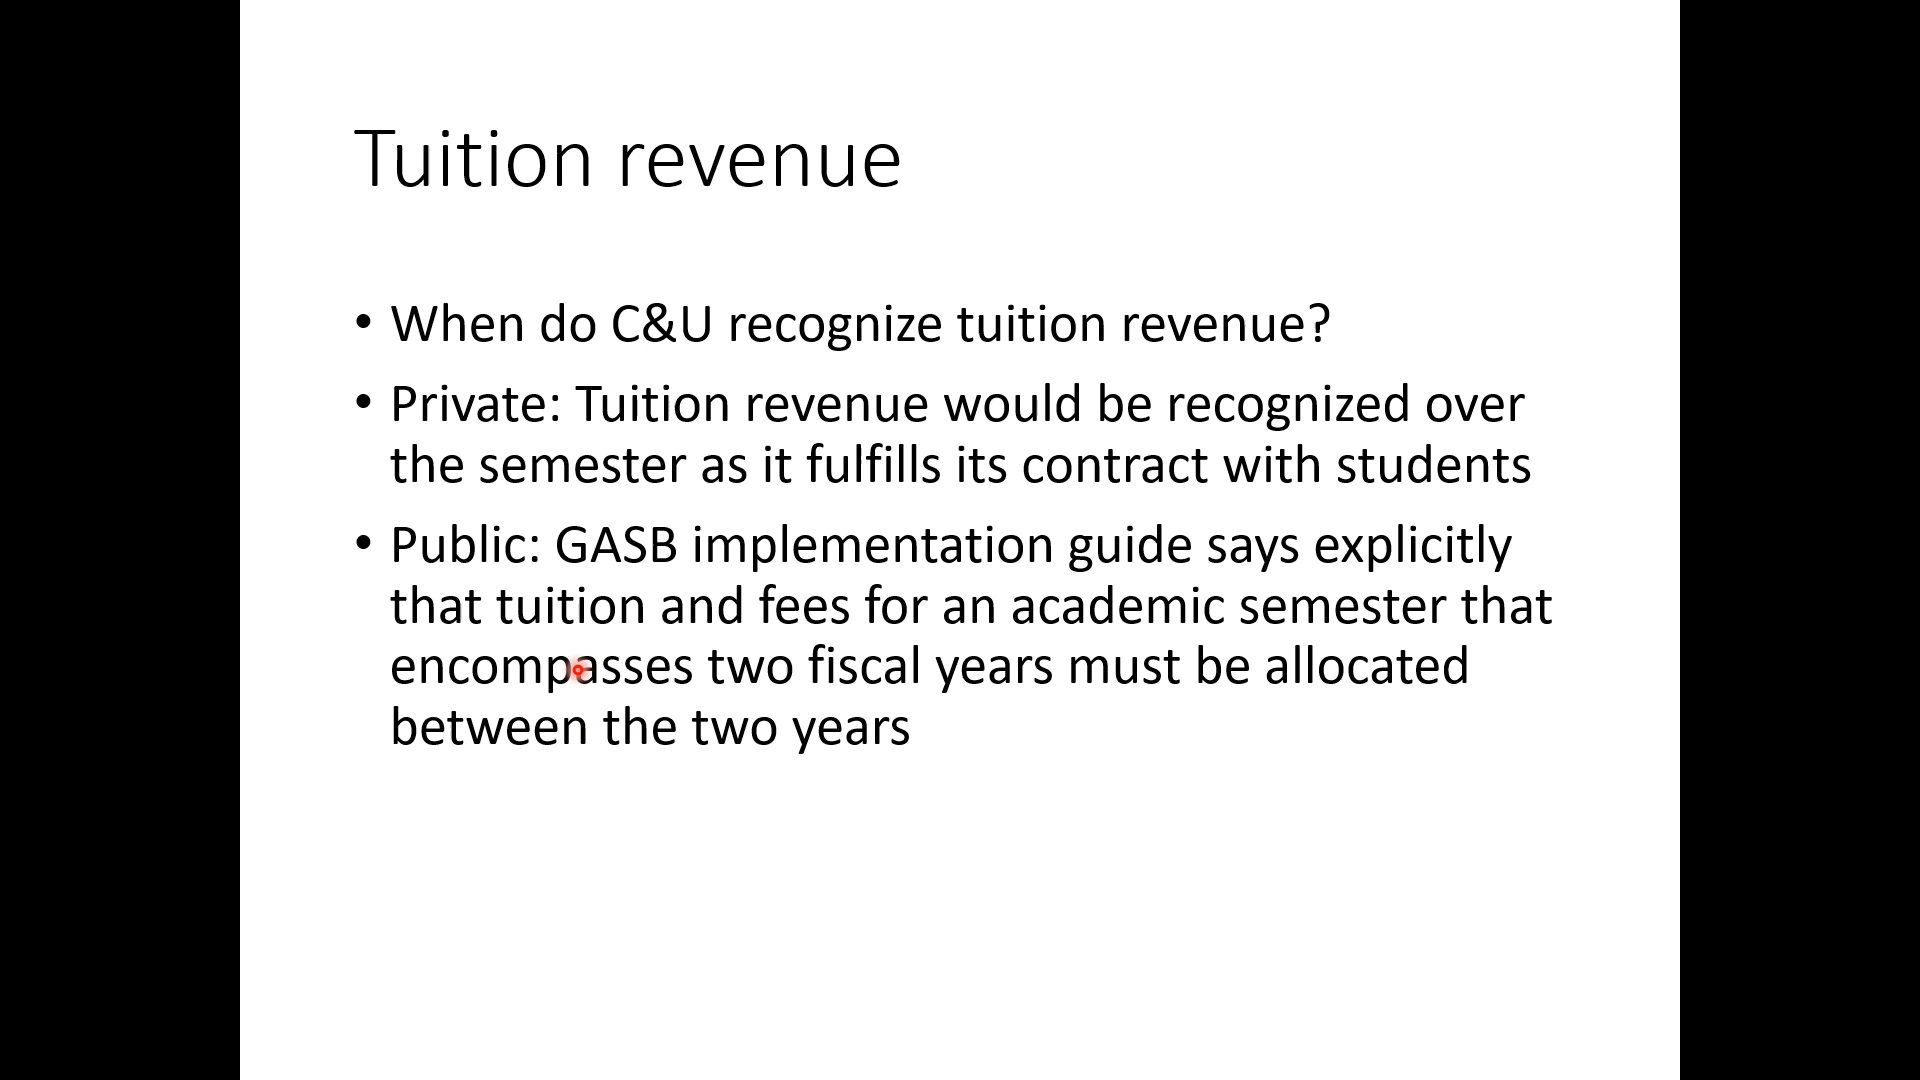 Tuition revenue
• When do C&U recognize tuition revenue?
• Private: Tuition revenue would be recognized over
the semester as it fulfills its contract with students
• Public: GASB implementation guide says explicitly
that tuition and fees for an academic semester that
encompasses two fiscal years must be allocated
between the two years